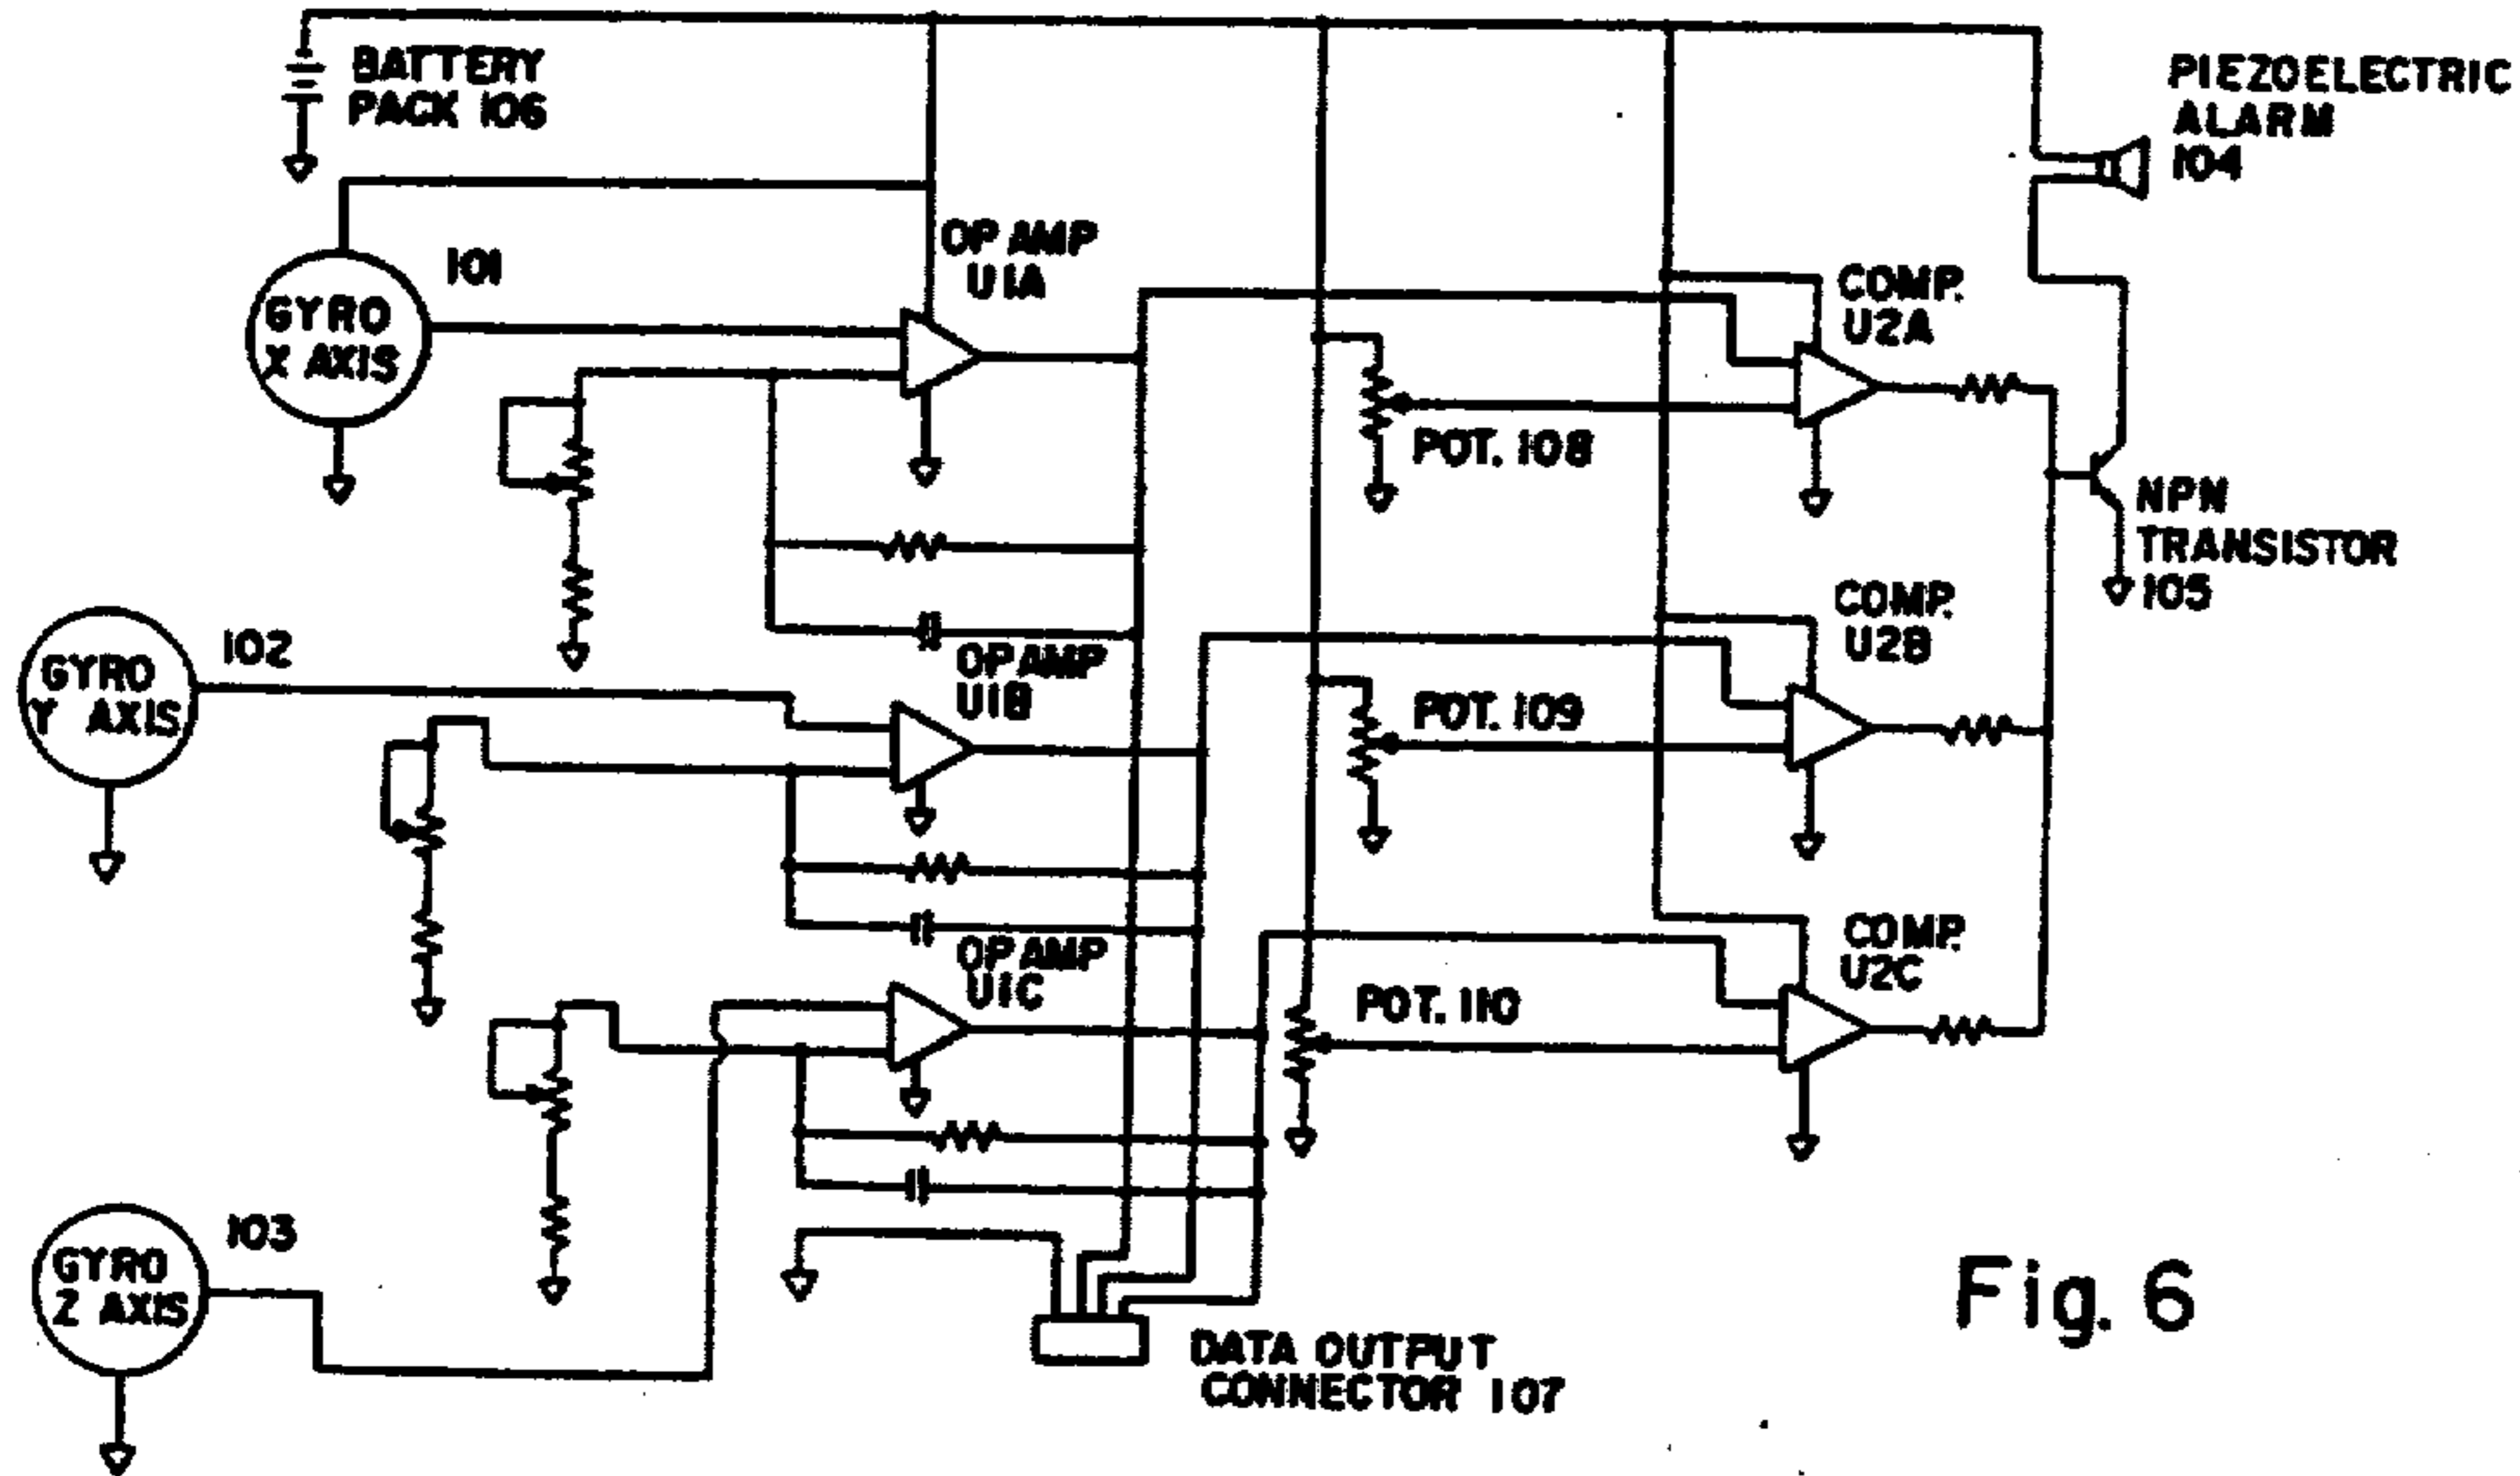 BATTERY
PACK 106
PIEZOELECTRIC
ALARM
104
101
OP AMP
U1A
GYRO
X AXIS
COMP.
U2A
POT. 108
NPN
TRANSISTOR
105
102
GYRO
Y AXIS
OP AMP
U1B
COMP.
U2B
POT. 109
OP AMP
U1C
COMP.
U2C
POT. 110
103
GYRO
Z AXIS
DATA OUTPUT
CONNECTOR 107
Fig. 6